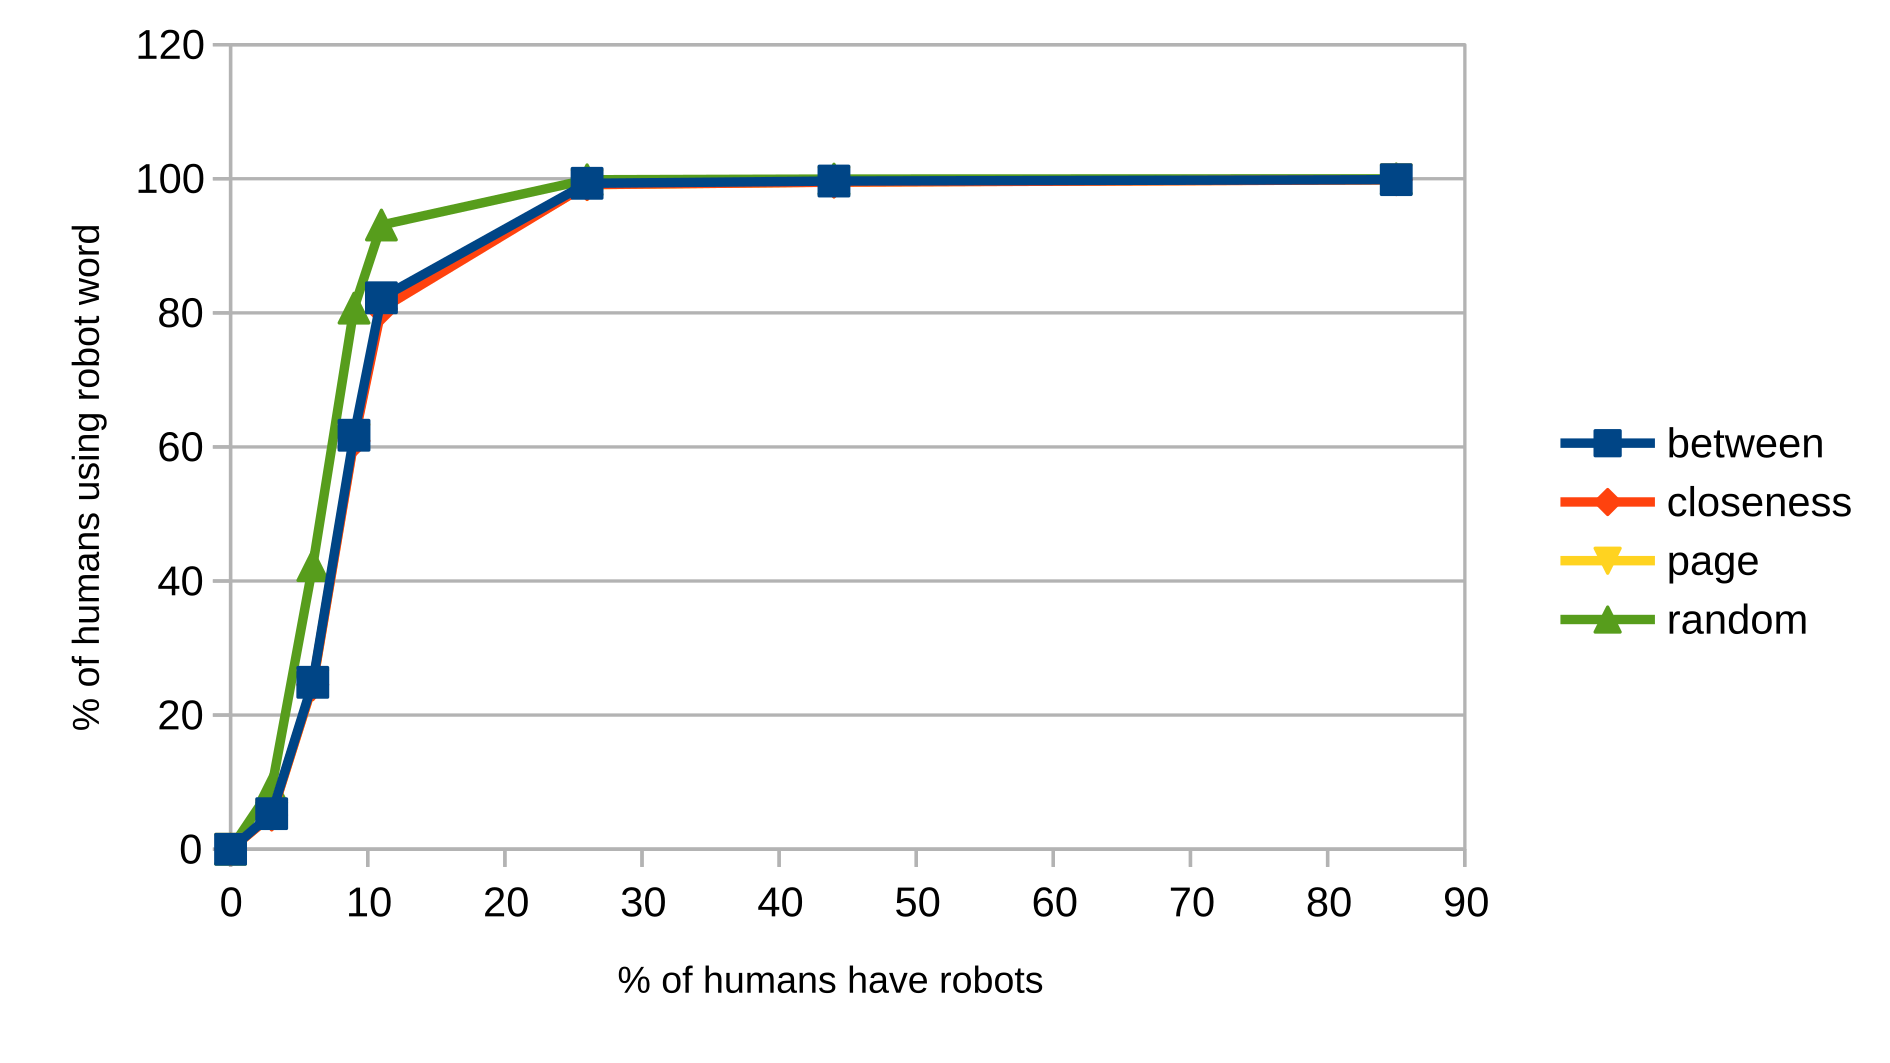 120
100
80
60
40
20
0
% of humans using robot word
0 10 20 30 40 50 60 70 80 90
% of humans have robots
between
closeness
page
random